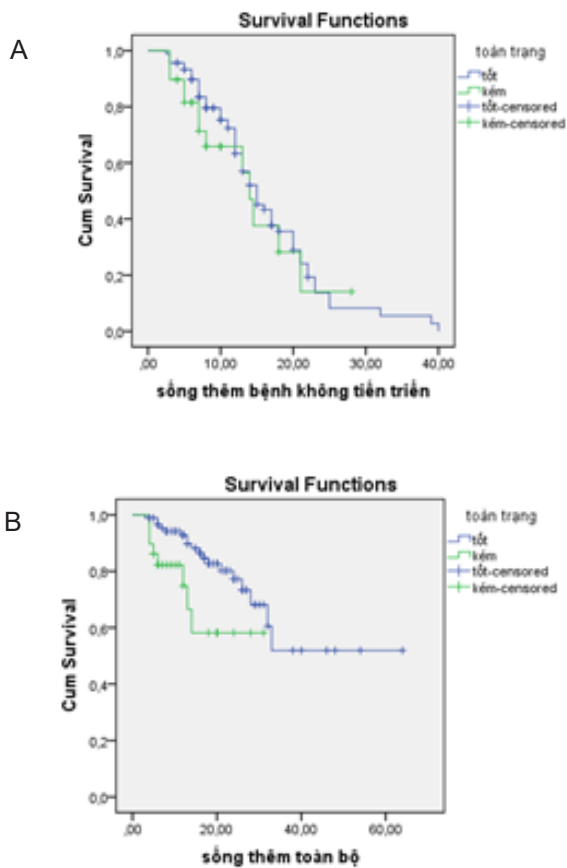 A
Survival Functions
toán trạng
tốt
kém
tốt-censored
kém-censored
Cum Survival
1,0
0,8
0,6
0,4
0,2
0,0
,00
10,00
20,00
30,00
40,00
sống thêm bệnh không tiến triển
B
Survival Functions
toán trạng
tốt
kém
tốt-censored
kém-censored
Cum Survival
1,0
0,8
0,6
0,4
0,2
0,0
,00
20,00
40,00
60,00
sống thêm toàn bộ